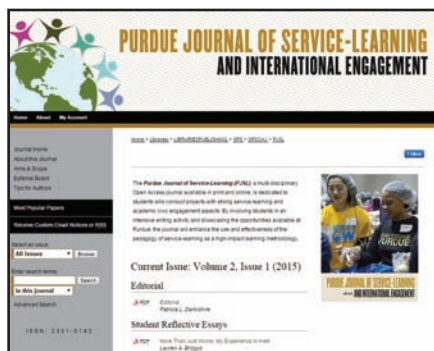 PURDUE JOURNAL OF SERVICE-LEARNING
AND INTERNATIONAL ENGAGEMENT
Home About My Account
Journal Home
About this Journal
Aims & Scope
Editorial Board
Tips for Authors
Most Popular Papers
Receive Custom Email Notices or RSS
Select an issue:
All Issues Browse
Enter search terms:
Search
in this journal
Advanced Search
Home > Libraries > LIBRARIESPUBLISHING >
The Purdue Journal of Service-Learning (PJSL), a multi-disciplinary
Open Access journal available in print and online, is dedicated to
students who conduct projects with strong service-learning and
academic civic engagement aspects. By involving students in an
intensive writing activity and showcasing the opportunities available at
Purdue, the journal will enhance the use and effectiveness of the
pedagogy of service-learning as a high-impact learning methodology.
Current Issue: Volume 2, Issue 1 (2015)
Editorial
PDF Editorial
Patricia L. Darbishire
Student Reflective Essays
PDF More Than Just Words: My Experience in Haiti
Lauren A. Bridgus
PURDUE
PURDUE JOURNAL OF SERVICE-LEARNING
AND INTERNATIONAL ENGAGEMENT